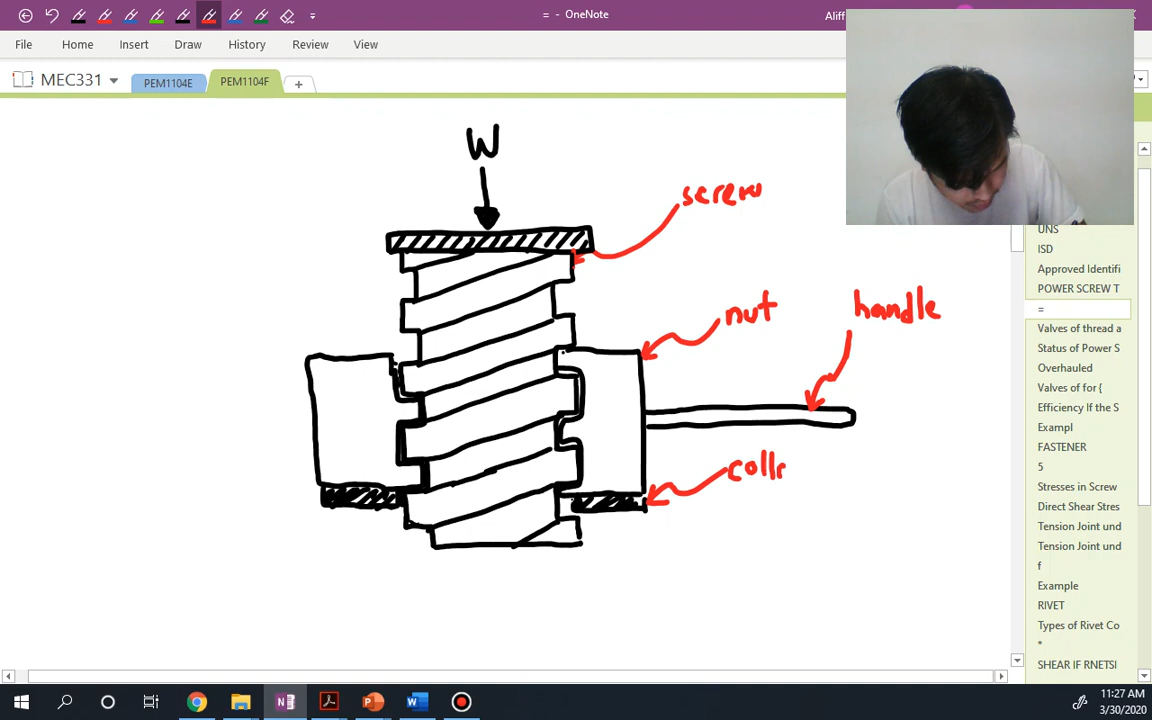 = - OneNote
Aliff
File Home Insert Draw History Review View
MEC331
PEM1104E
PEM1104F
W
screw
nut
handle
collr
UNS
ISD
Approved Identifi
POWER SCREW T
=
Valves of thread a
Status of Power S
Overhauled
Valves of for {
Efficiency If the S
Exampl
FASTENER
5
Stresses in Screw
Direct Shear Stres
Tension Joint und
Tension Joint und
f
Example
RIVET
Types of Rivet Co
*
SHEAR IF RNETSI
11:27 AM
3/30/2020